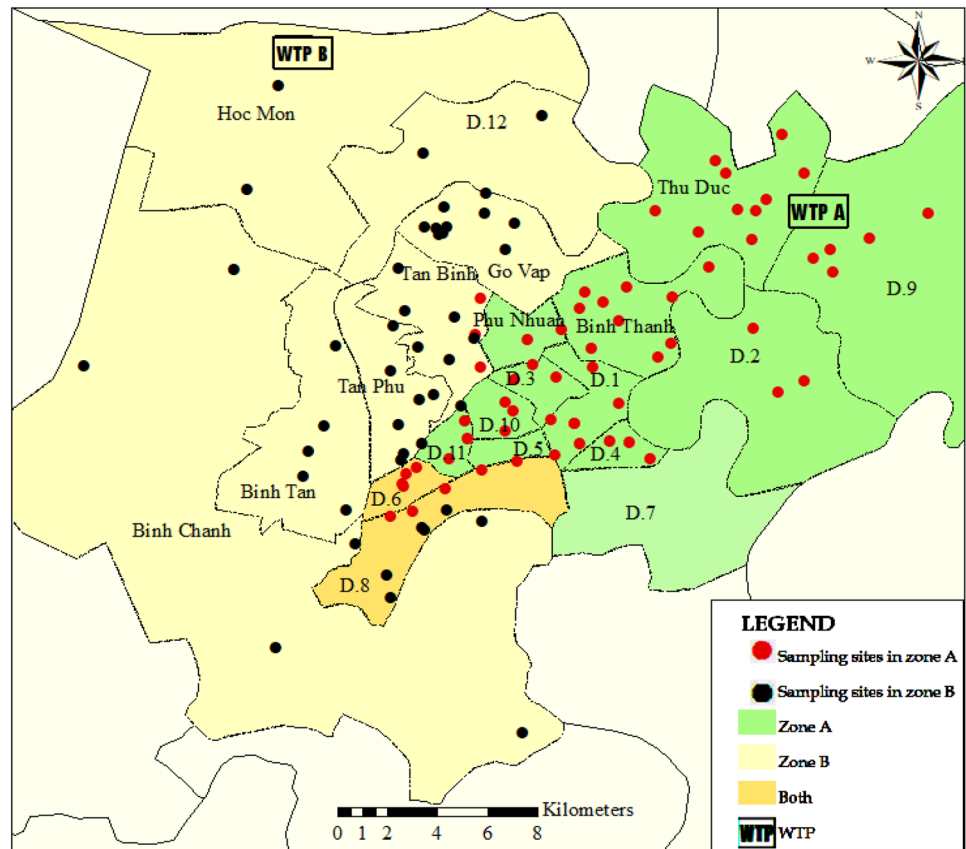 N
W
E
S
WTP B
Hoc Mon
D.12
Thu Duc
WTP A
Tan Binh
Go Vap
D.9
Phu Nhuan
Binh Thanh
D.2
D.3
D.1
Tan Phu
D.10
D.11
D.5
D.4
Binh Tan
D.6
D.7
Binh Chanh
D.8
LEGEND
Sampling sites in zone A
Sampling sites in zone B
Zone A
Zone B
Both
WTP WTP
Kilometers
0 1 2 4 6 8